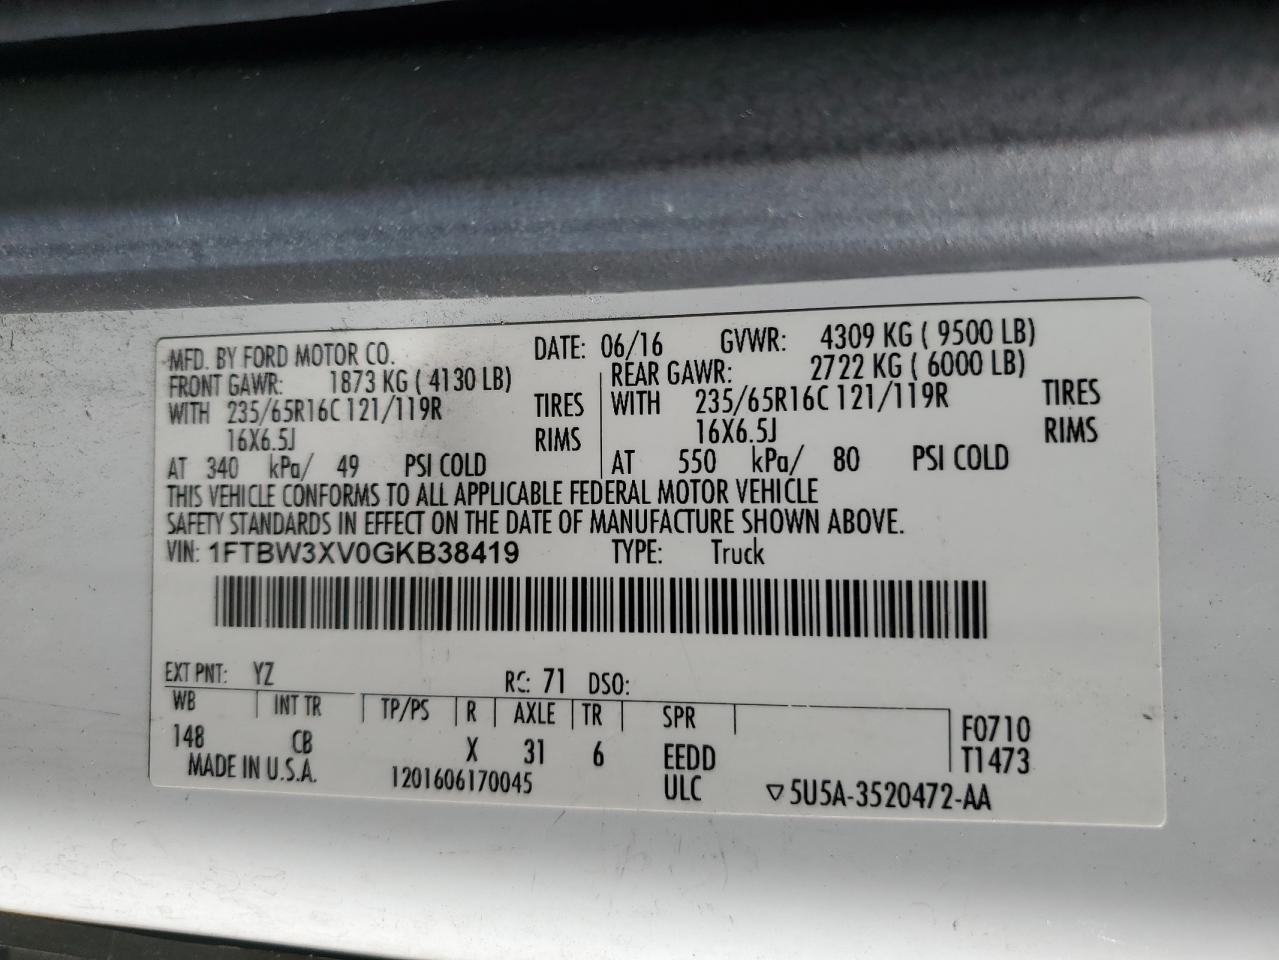 MFD. BY FORD MOTOR CO. DATE: 06/16 GVWR: 4309 KG ( 9500 LB)
FRONT GAWR: 1873 KG ( 4130 LB) REAR GAWR: 2722 KG ( 6000 LB)
WITH 235/65R16C 121/119R TIRES WITH 235/65R16C 121/119R TIRES
16X6.5J RIMS 16X6.5J RIMS
AT 340 kPa/ 49 PSI COLD AT 550 kPa/ 80 PSI COLD
THIS VEHICLE CONFORMS TO ALL APPLICABLE FEDERAL MOTOR VEHICLE
SAFETY STANDARDS IN EFFECT ON THE DATE OF MANUFACTURE SHOWN ABOVE.
VIN: 1FTBW3XV0GKB38419 TYPE: Truck
EXT PNT: YZ RC: 71 DSO:
WB INT TR TP/PS R AXLE TR SPR F0710
148 CB X 31 6 EEDD T1473
MADE IN U.S.A. 1201606170045 ULC ▽5U5A-3520472-AA